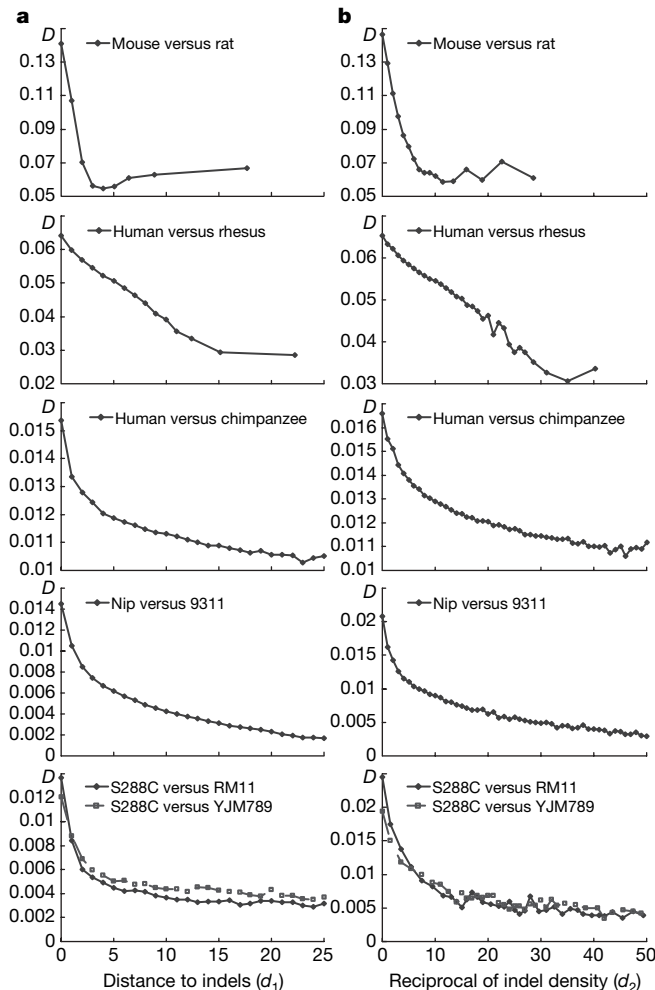 a
D
Mouse versus rat
0.13
0.11
0.09
0.07
0.05
D
Human versus rhesus
0.06
0.05
0.04
0.03
0.02
D
Human versus chimpanzee
0.015
0.014
0.013
0.012
0.011
0.01
D
Nip versus 9311
0.014
0.012
0.01
0.008
0.006
0.004
0.002
0
D
S288C versus RM11
S288C versus YJM789
0.012
0.01
0.008
0.006
0.004
0.002
0
0 5 10 15 20 25
Distance to indels (d₁)
b
D
Mouse versus rat
0.13
0.11
0.09
0.07
0.05
D
Human versus rhesus
0.06
0.05
0.04
0.03
D
Human versus chimpanzee
0.016
0.015
0.014
0.013
0.012
0.011
0.01
D
Nip versus 9311
0.02
0.015
0.01
0.005
0
D
S288C versus RM11
S288C versus YJM789
0.02
0.015
0.01
0.005
0
0 10 20 30 40 50
Reciprocal of indel density (d₂)